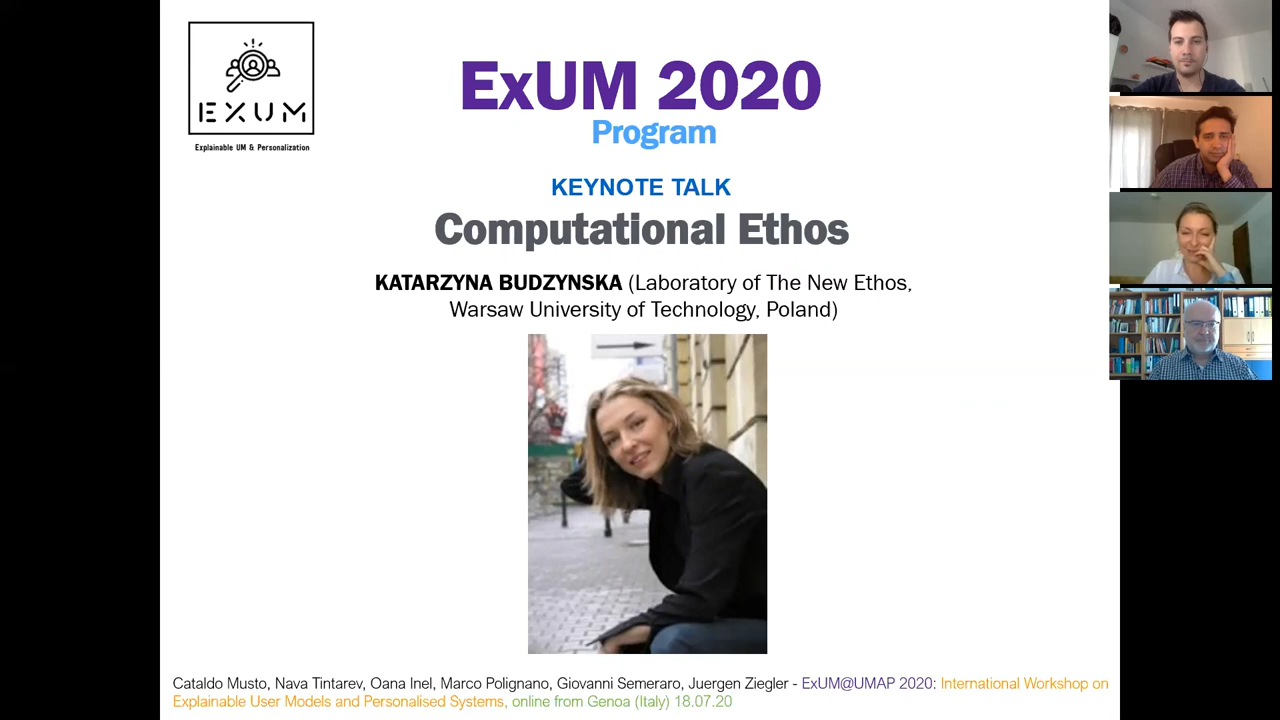 EXUM
Explainable UM & Personalization
ExUM 2020
Program
KEYNOTE TALK
Computational Ethos
KATARZYNA BUDZYNSKA (Laboratory of The New Ethos,
Warsaw University of Technology, Poland)
Cataldo Musto, Nava Tintarev, Oana Inel, Marco Polignano, Giovanni Semeraro, Juergen Ziegler - ExUM@UMAP 2020: International Workshop on
Explainable User Models and Personalised Systems, online from Genoa (Italy) 18.07.20